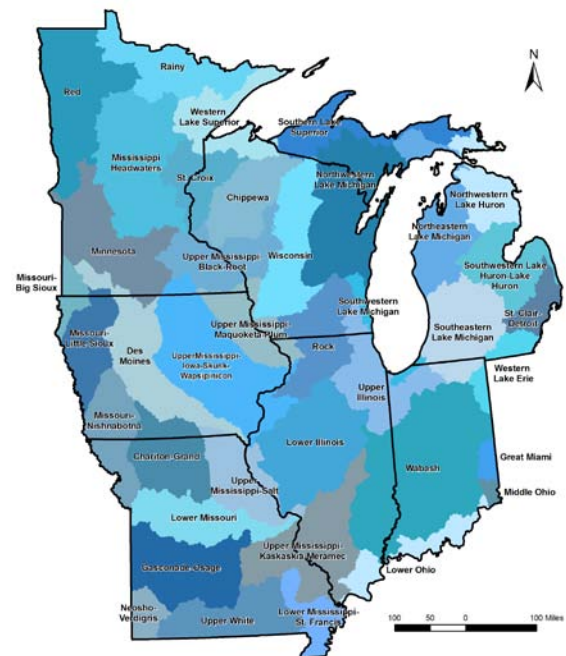 N
Rainy
Red
Western
Lake Superior
Southern Lake
Superior
Mississippi
Headwaters
St. Croix
Chippewa
Northwestern
Lake Michigan
Northwestern
Lake Huron
Northeastern
Lake Michigan
Minnesota
Upper Mississippi-
Black-Root
Wisconsin
Southwestern Lake
Huron-Lake
Huron
Missouri-
Big Sioux
Southwestern
Lake Michigan
St. Clair-
Detroit
Missouri-
Little Sioux
Des
Moines
Upper Mississippi-
Maquoketa-Plum
Rock
Southeastern
Lake Michigan
Upper Mississippi-
Iowa-Skunk-
Wapsipinicon
Western
Lake Erie
Upper
Illinois
Missouri-
Nishnabotna
Lower Illinois
Chariton-Grand
Wabash
Great Miami
Upper
Mississippi-Salt
Middle Ohio
Lower Missouri
Upper Mississippi-
Kaskaskia Meramec
Gasconade-Osage
Lower Ohio
Neosho-
Verdigris
Upper White
Lower Mississippi-
St. Francis
100 50 0 100 Miles